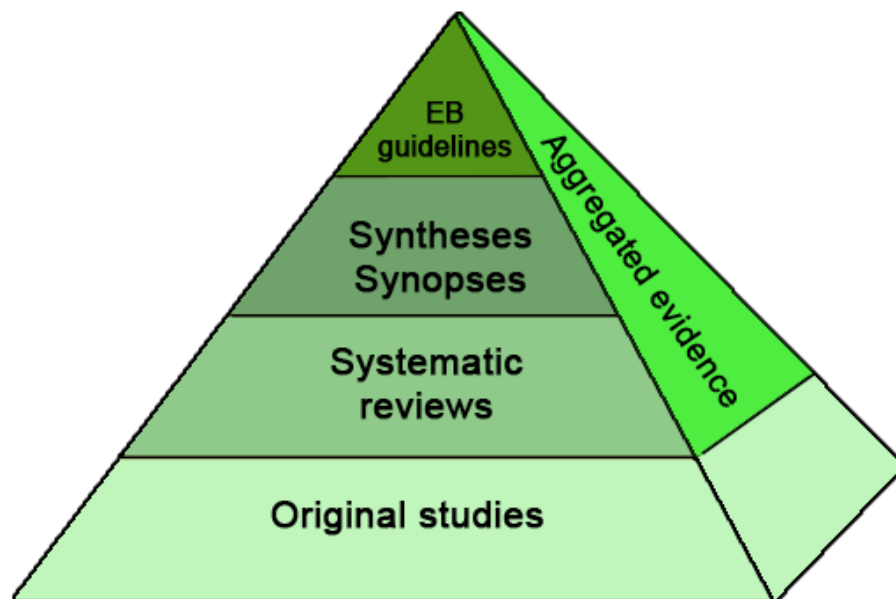 EB
guidelines
Aggregated evidence
Syntheses
Synopses
Systematic
reviews
Original studies